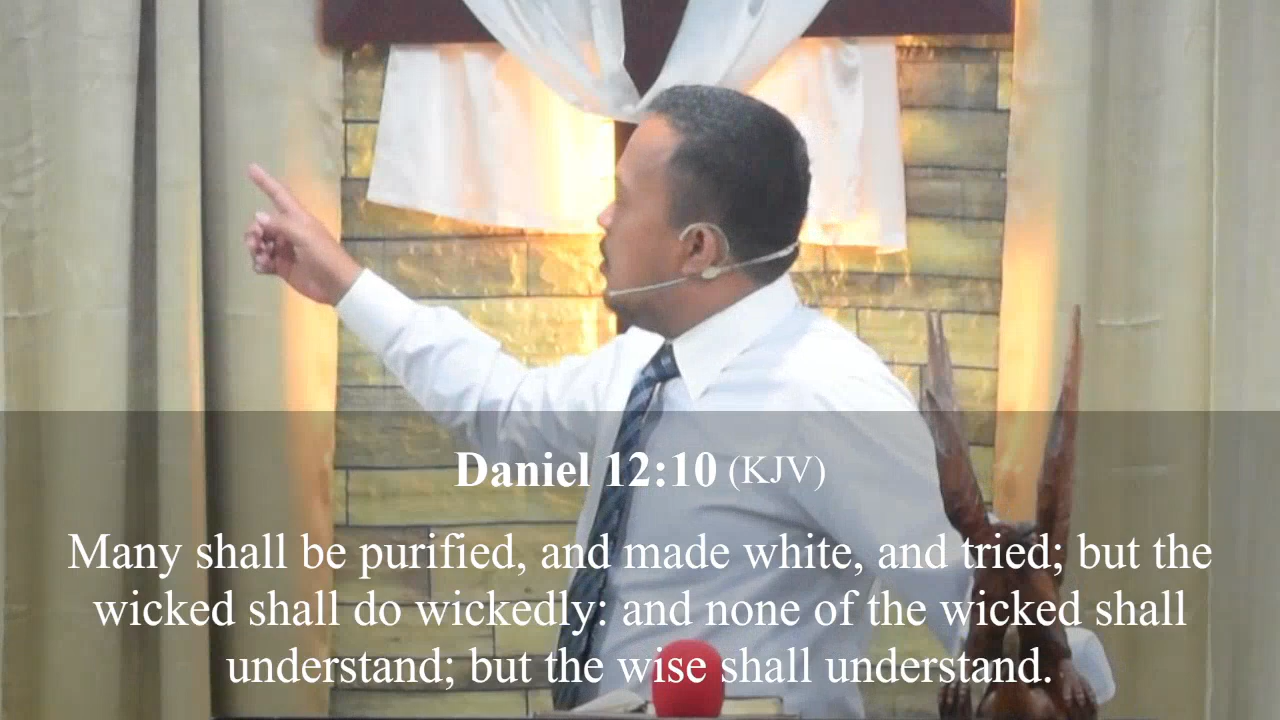 Daniel 12:10 (KJV)
Many shall be purified, and made white, and tried; but the
wicked shall do wickedly: and none of the wicked shall
understand; but the wise shall understand.